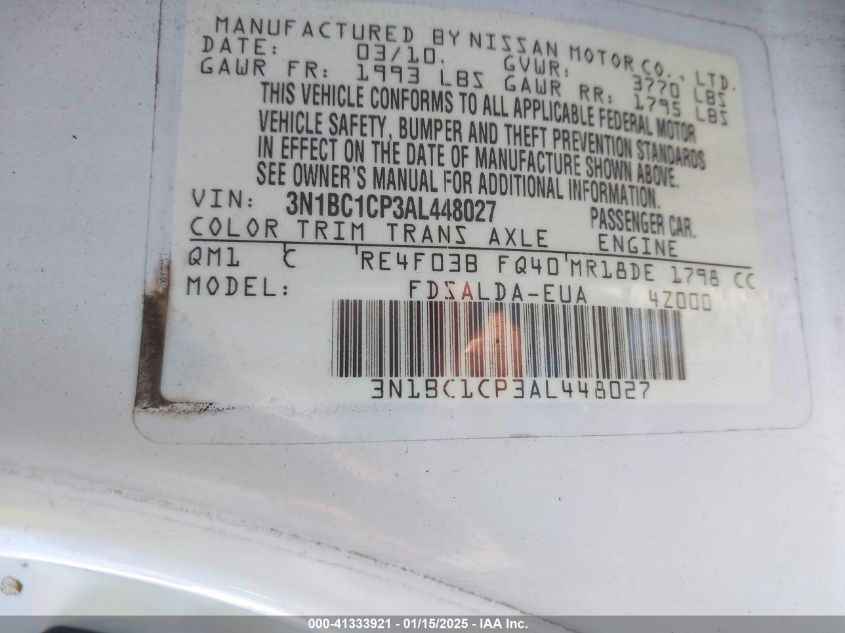 MANUFACTURED BY NISSAN MOTOR CO., LTD.
DATE: 03/10. GVWR: 3770 LBS
GAWR FR: 1993 LBS GAWR RR: 1795 LBS
THIS VEHICLE CONFORMS TO ALL APPLICABLE FEDERAL MOTOR
VEHICLE SAFETY, BUMPER AND THEFT PREVENTION STANDARDS
IN EFFECT ON THE DATE OF MANUFACTURE SHOWN ABOVE.
SEE OWNER'S MANUAL FOR ADDITIONAL INFORMATION.
VIN: 3N1BC1CP3AL448027 PASSENGER CAR.
COLOR TRIM TRANS AXLE ENGINE
QM1 C RE4F03B FQ40 MR18DE 1798 CC
MODEL: FDSALDA-EUA 4Z000
3N1BC1CP3AL448027
000-41333921 - 01/15/2025 - IAA Inc.